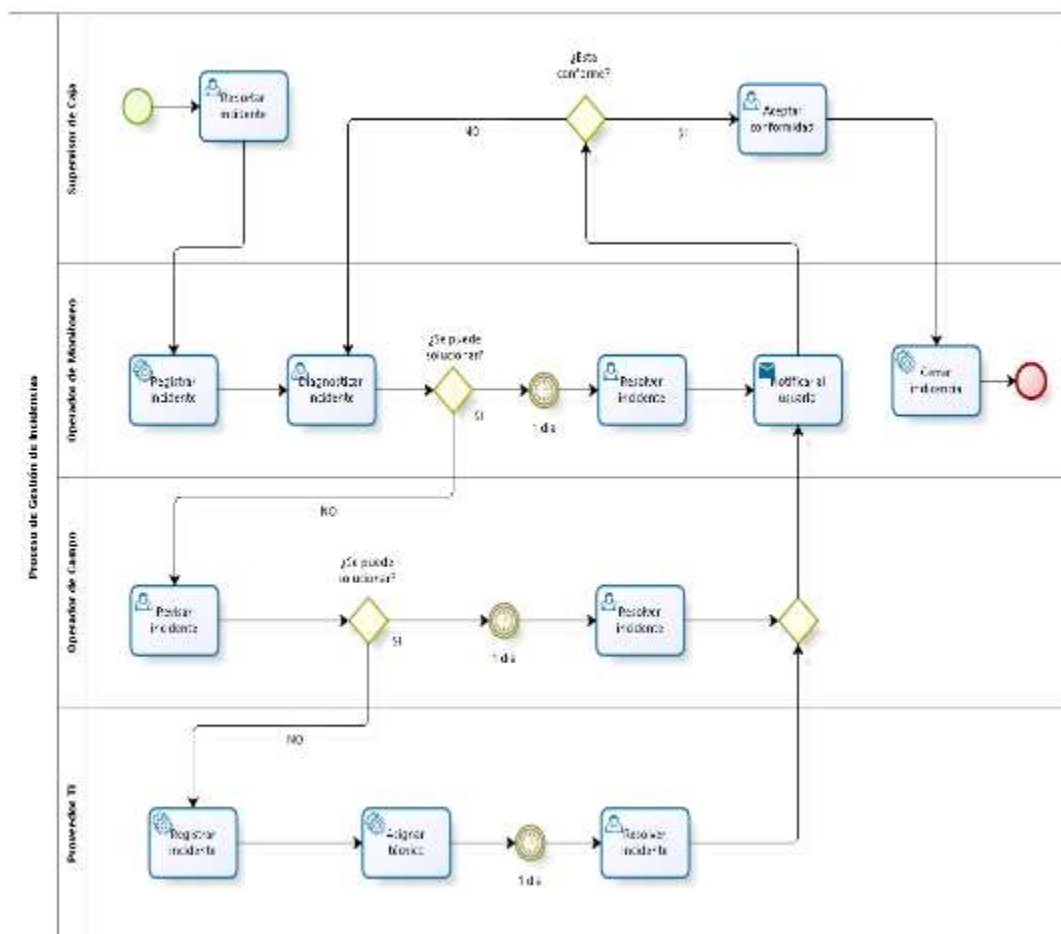 Proceso de Gestión de Incidencias
Supervisor de Caja
Reportar
incidente
¿Esta
conforme?
NO
SI
Aceptar
conformidad
Operador de Monitoreo
Registrar
incidente
Diagnosticar
incidente
¿Se puede
solucionar?
SI
1 dia
Resolver
incidente
Notificar al
usuario
Cerrar
NO
Operador de Campo
Revisar
incidente
¿Se puede
solucionar?
SI
1 dia
Resolver
incidente
NO
Proveedor TI
Registrar
incidente
Asignar
técnico
1 dia
Resolver
incidente